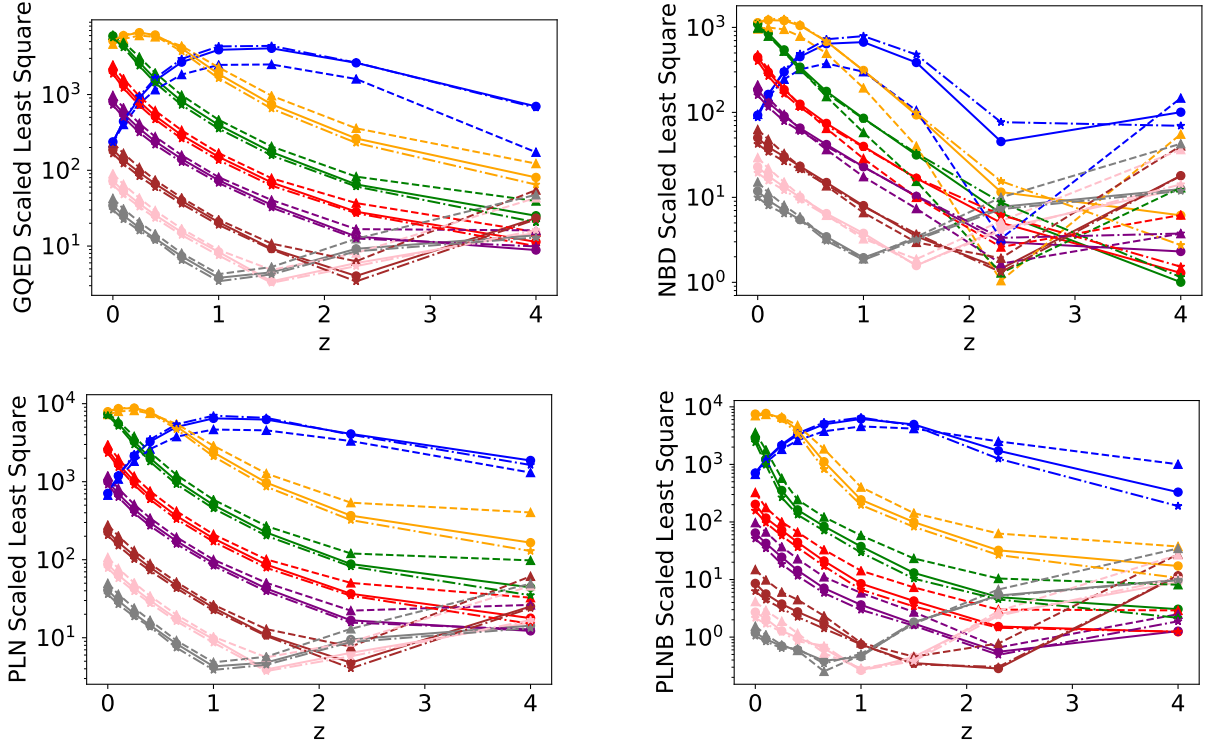 GQED Scaled Least Square
10³
10²
10¹
0 1 2 3 4
z
NBD Scaled Least Square
10³
10²
10¹
10⁰
0 1 2 3 4
z
PLN Scaled Least Square
10⁴
10³
10²
10¹
0 1 2 3 4
z
PLNB Scaled Least Square
10⁴
10³
10²
10¹
10⁰
0 1 2 3 4
z